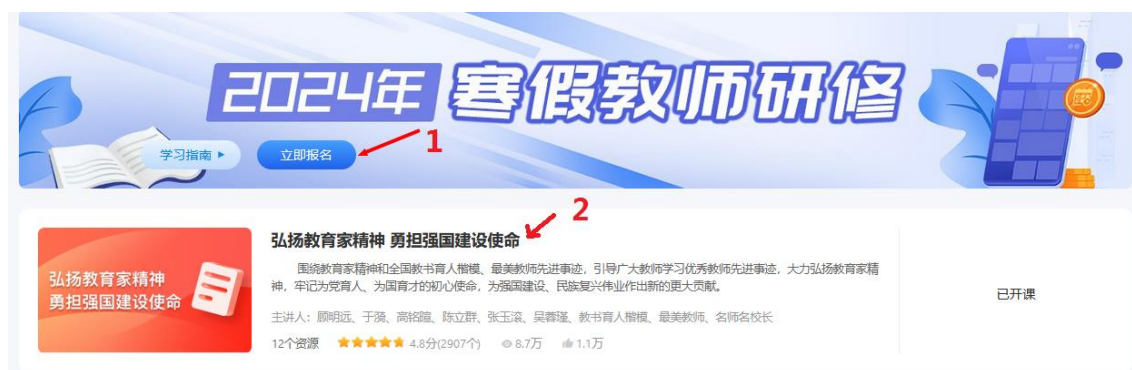 2024年 寒假教师研修
学习指南 ▸
立即报名
1
2
弘扬教育家精神 勇担强国建设使命
弘扬教育家精神
勇担强国建设使命
围绕教育家精神和全国教书育人楷模、最美教师先进事迹，引导广大教师学习优秀教师先进事迹，大力弘扬教育家精
神，牢记为党育人、为国育才的初心使命，为强国建设、民族复兴伟业作出新的更大贡献。
主讲人：顾明远、于漪、高铭暄、陈立群、张玉滚、吴蓉瑾、教书育人楷模、最美教师、名师名校长
12个资源 4.8分(2907个) 8.7万 1.1万
已开课